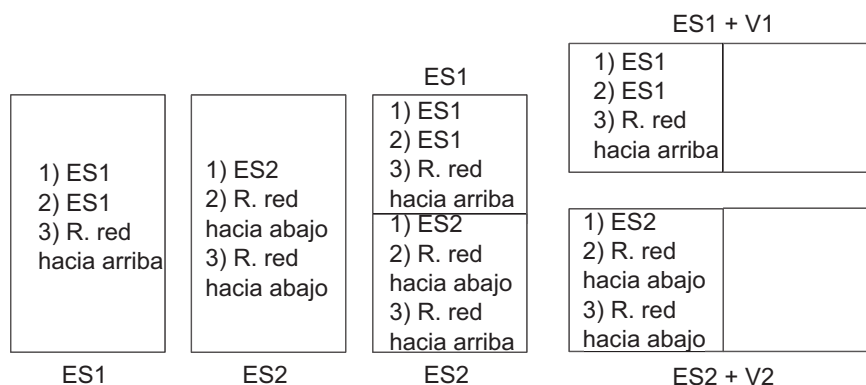 1) ES1
2) ES1
3) R. red
hacia arriba
ES1
1) ES2
2) R. red
hacia abajo
3) R. red
hacia abajo
ES2
ES1
1) ES1
2) ES1
3) R. red
hacia arriba
1) ES2
2) R. red
hacia abajo
3) R. red
hacia arriba
ES2
ES1 + V1
1) ES1
2) ES1
3) R. red
hacia arriba
1) ES2
2) R. red
hacia abajo
3) R. red
hacia abajo
ES2 + V2